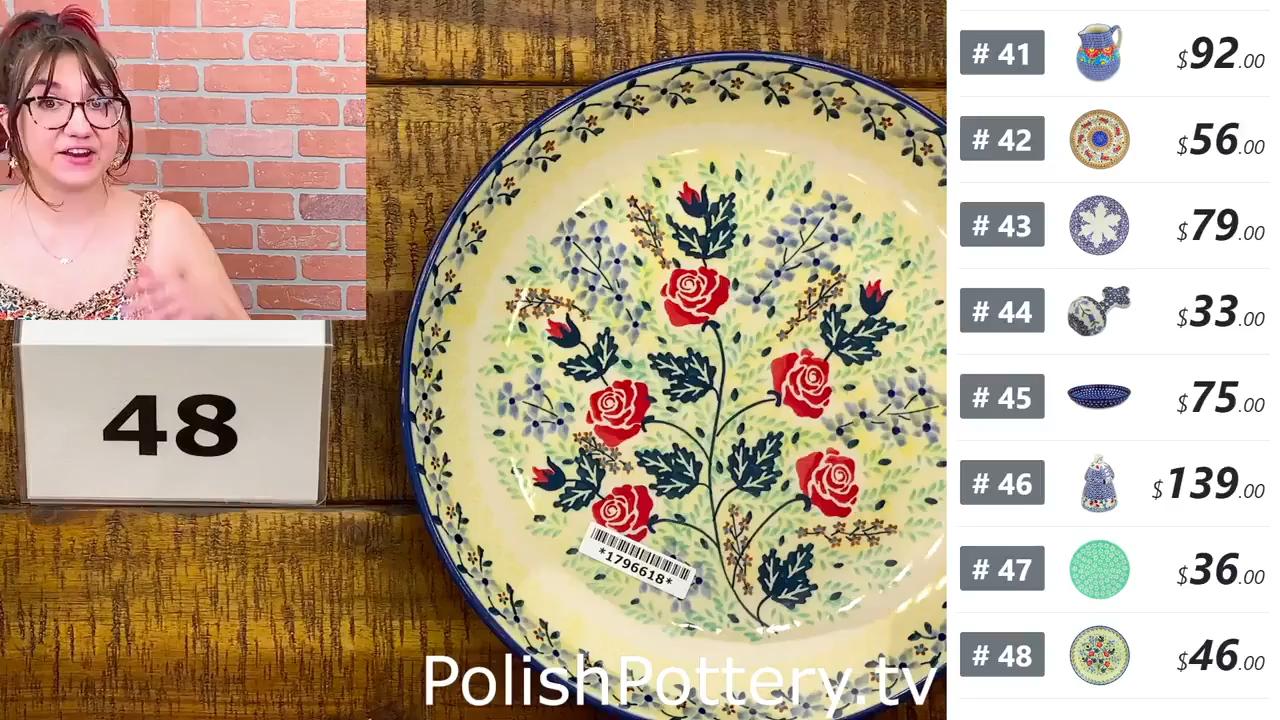 48
*1796618*
PolishPottery.tv
# 41 $92.00
# 42 $56.00
# 43 $79.00
# 44 $33.00
# 45 $75.00
# 46 $139.00
# 47 $36.00
# 48 $46.00